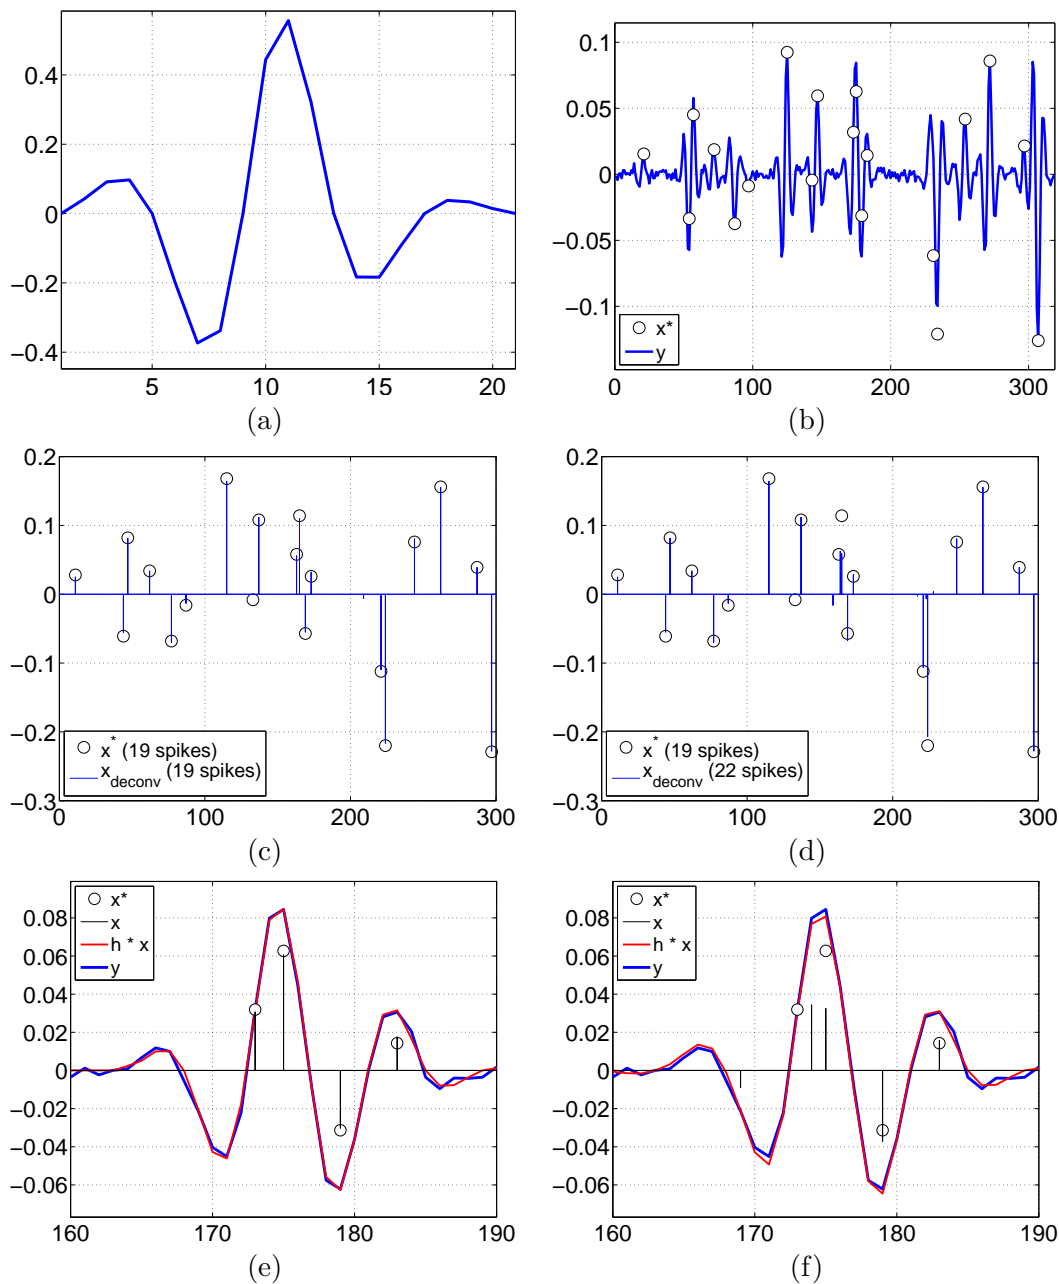 0.4
0.2
0
−0.2
−0.4
5 10 15 20
(a)
0.1
0.05
0
−0.05
−0.1
x*
y
0 100 200 300
(b)
0.2
0.1
0
−0.1
−0.2
−0.3
x* (19 spikes)
x_deconv (19 spikes)
0 100 200 300
(c)
0.2
0.1
0
−0.1
−0.2
−0.3
x* (19 spikes)
x_deconv (22 spikes)
0 100 200 300
(d)
x*
x
h * x
y
0.08
0.06
0.04
0.02
0
−0.02
−0.04
−0.06
160 170 180 190
(e)
x*
x
h * x
y
0.08
0.06
0.04
0.02
0
−0.02
−0.04
−0.06
160 170 180 190
(f)